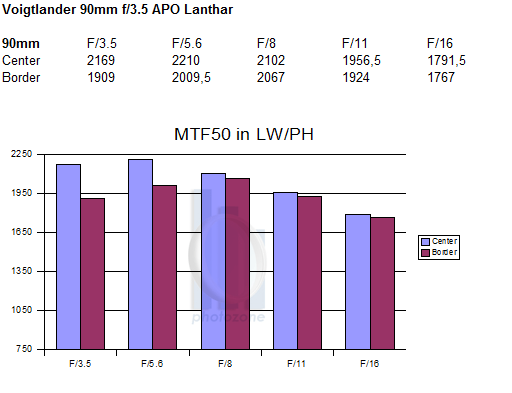 Voigtlander 90mm f/3.5 APO Lanthar
90mm F/3.5 F/5.6 F/8 F/11 F/16
Center 2169 2210 2102 1956,5 1791,5
Border 1909 2009,5 2067 1924 1767
MTF50 in LW/PH
2250
1950
1650
1350
1050
750
F/3.5 F/5.6 F/8 F/11 F/16
Center
Border
photozone